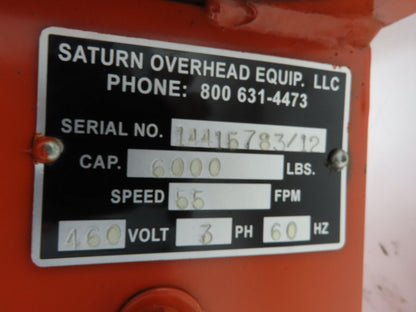 SATURN OVERHEAD EQUIP. LLC
PHONE: 800 631-4473
SERIAL NO. 14415783/12
CAP. 6000 LBS.
SPEED 55 FPM
460 VOLT 3 PH 60 HZ